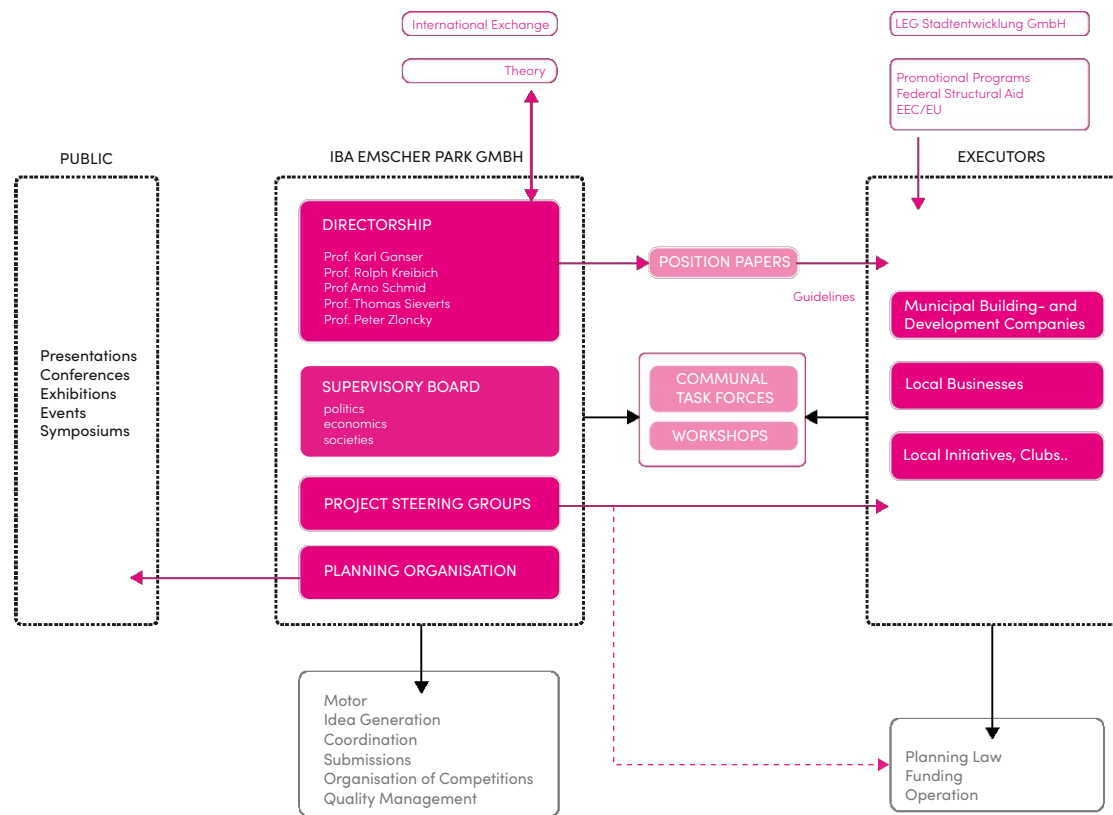 International Exchange
Theory
LEG Stadtentwicklung GmbH
Promotional Programs
Federal Structural Aid
EEC/EU
PUBLIC
Presentations
Conferences
Exhibitions
Events
Symposiums
IBA EMSCHER PARK GMBH
DIRECTORSHIP
Prof. Karl Ganser
Prof. Rolph Kreibich
Prof Arno Schmid
Prof. Thomas Sieverts
Prof. Peter Zloncky
SUPERVISORY BOARD
politics
economics
societies
PROJECT STEERING GROUPS
PLANNING ORGANISATION
Motor
Idea Generation
Coordination
Submissions
Organisation of Competitions
Quality Management
POSITION PAPERS
Guidelines
COMMUNAL
TASK FORCES
WORKSHOPS
EXECUTORS
Municipal Building- and
Development Companies
Local Businesses
Local Initiatives, Clubs..
Planning Law
Funding
Operation